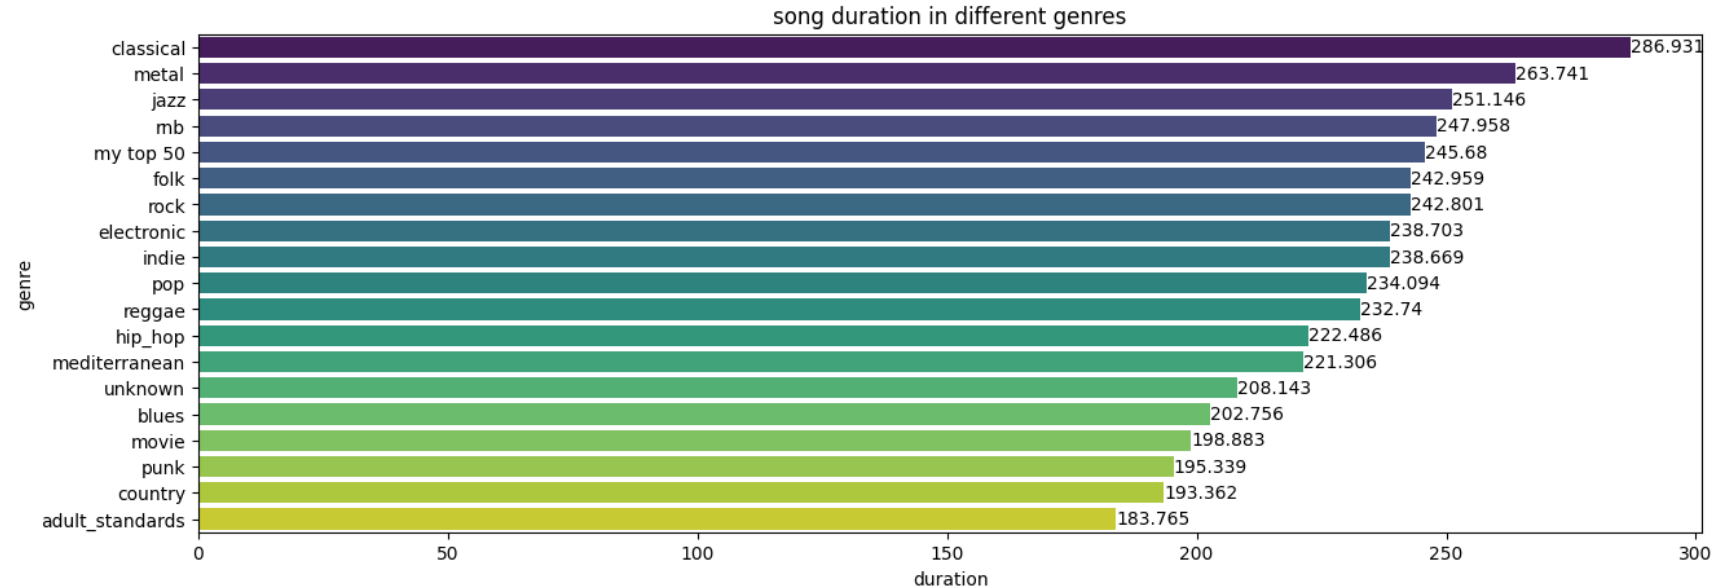 song duration in different genres
classical 286.931
metal 263.741
jazz 251.146
rnb 247.958
my top 50 245.68
folk 242.959
rock 242.801
electronic 238.703
indie 238.669
pop 234.094
reggae 232.74
hip_hop 222.486
mediterranean 221.306
unknown 208.143
blues 202.756
movie 198.883
punk 195.339
country 193.362
adult_standards 183.765
genre
0 50 100 150 200 250 300
duration